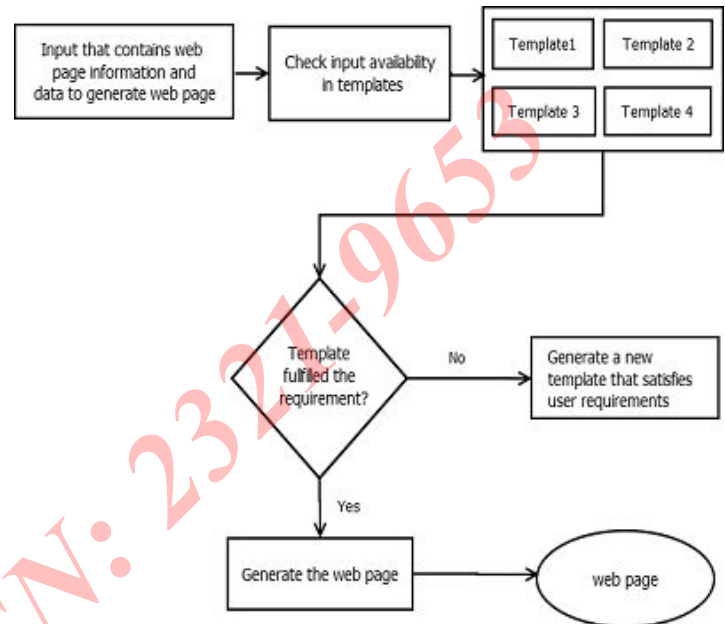 Input that contains web
page information and
data to generate web page
Check input availability
in templates
Template1
Template 2
Template 3
Template 4
Template
fulfilled the
requirement?
No
Generate a new
template that satisfies
user requirements
Yes
Generate the web page
web page
N: 2321-9653